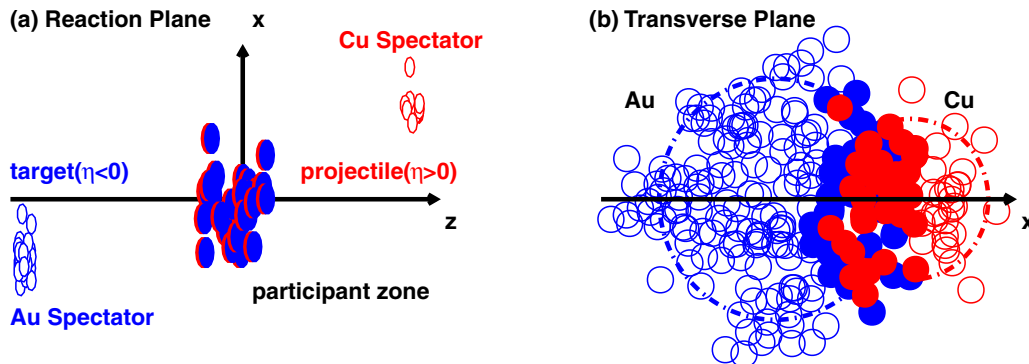 (a) Reaction Plane
x
Cu Spectator
target(η<0)
projectile(η>0)
z
participant zone
Au Spectator
(b) Transverse Plane
Au
Cu
x